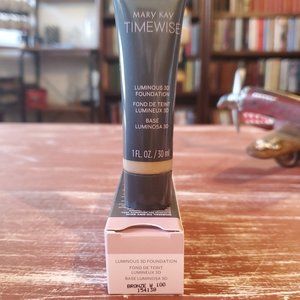 MARY KAY
TIMEWISE
LUMINOUS 3D
FOUNDATION
FOND DE TEINT
LUMINEUX 3D
BASE
LUMINOSA 3D
1 FL. OZ. / 30 mL
LUMINOUS 3D FOUNDATION
FOND DE TEINT
LUMINEUX 3D
BASE LUMINOSA 3D
BRONZE W 100
154130